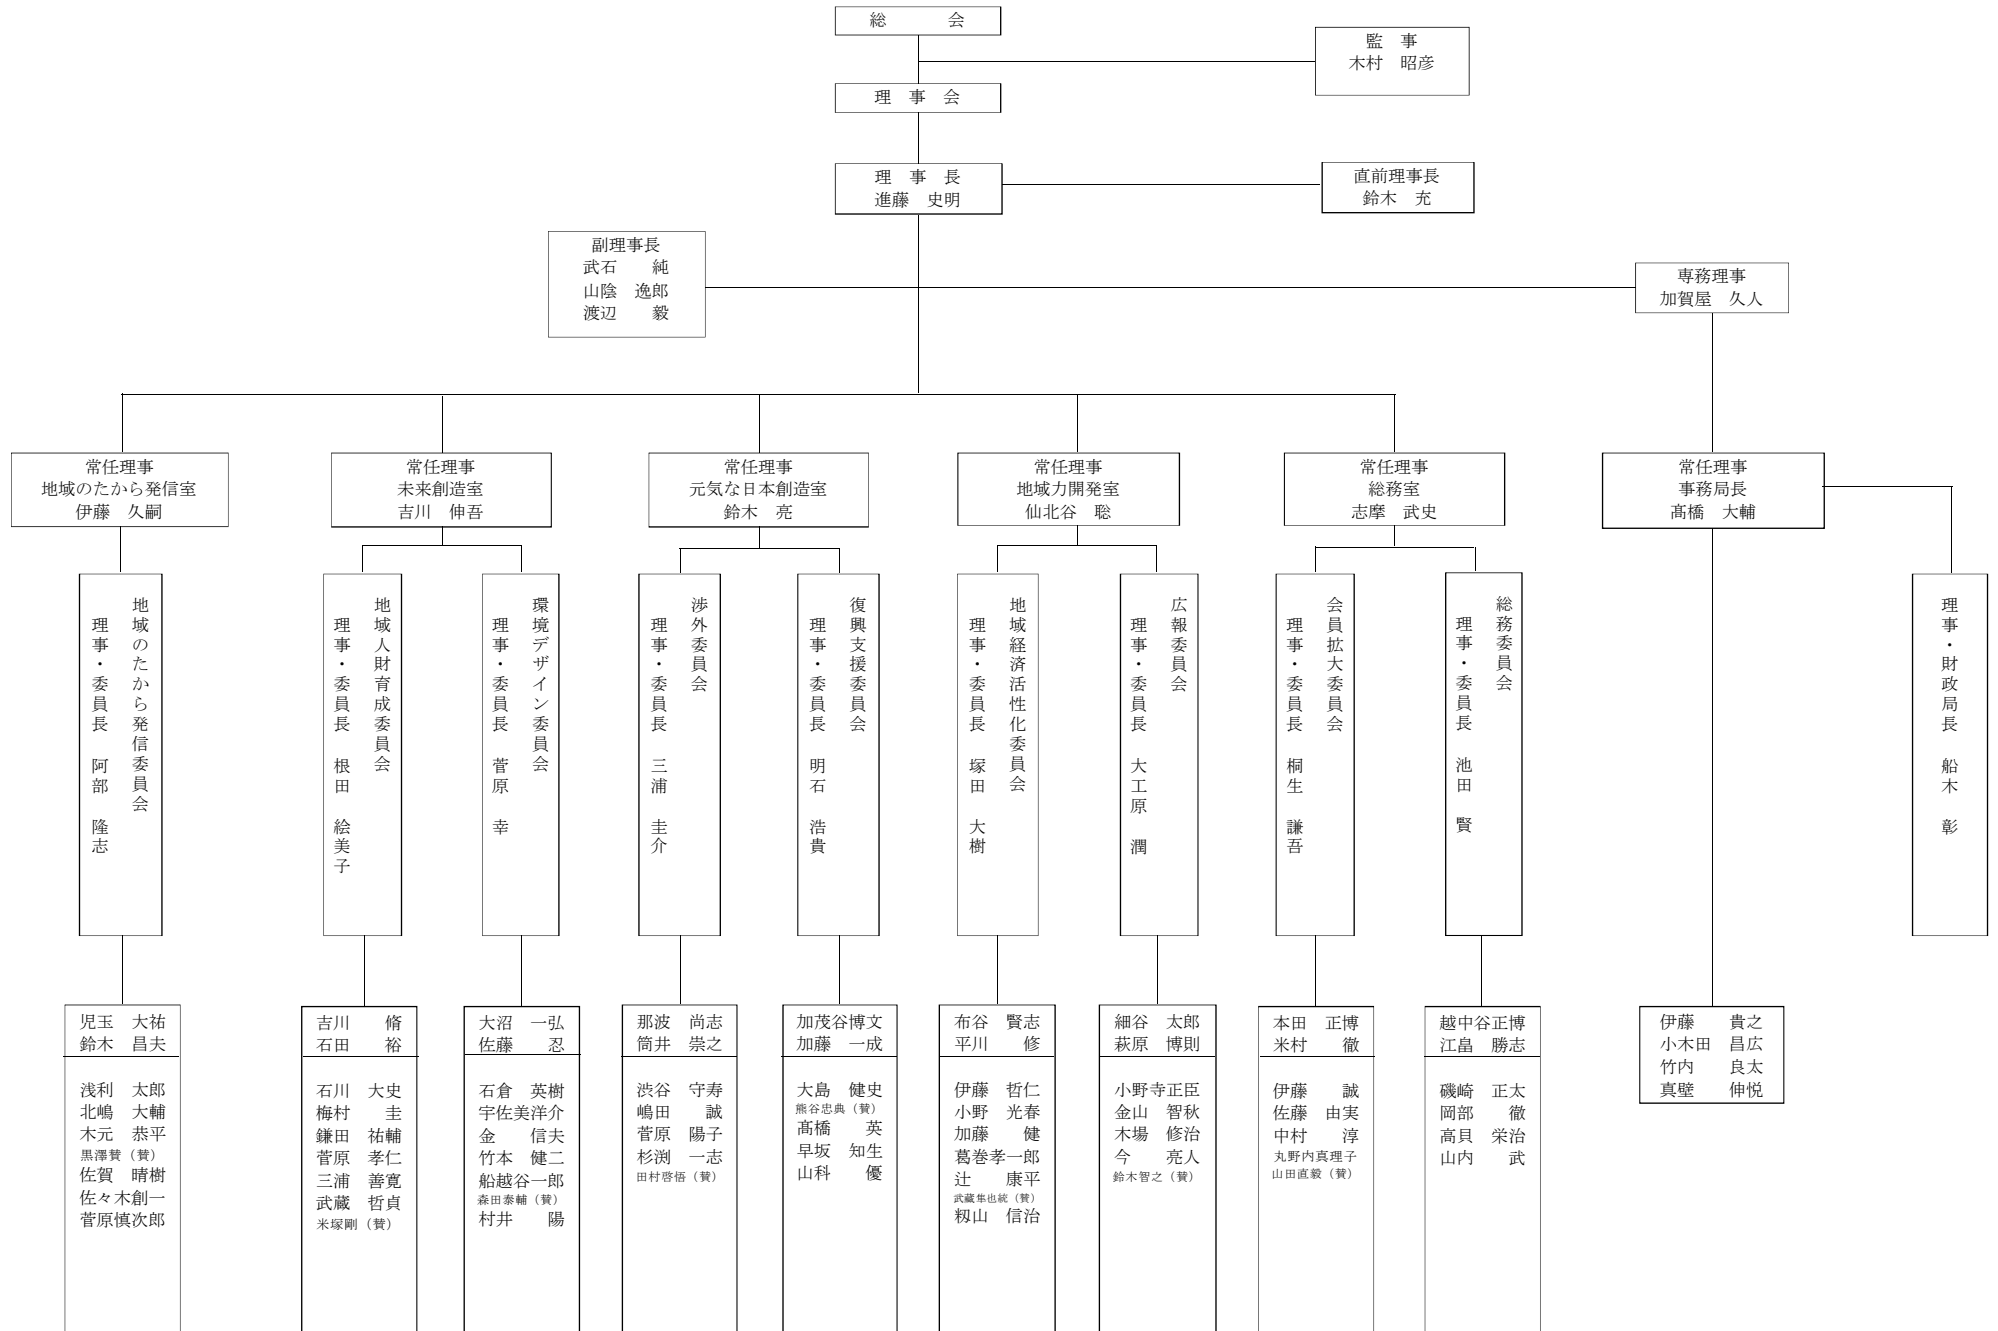 総　会
監　事
木村　昭彦
理　事　会
理　事　長
進藤　史明
直前理事長
鈴木　充
副理事長
武石　純
山陰　逸郎
渡辺　毅
専務理事
加賀屋　久人
常任理事
地域のたから発信室
伊藤　久嗣
常任理事
未来創造室
吉川　伸吾
常任理事
元気な日本創造室
鈴木　亮
常任理事
地域力開発室
仙北谷　聡
常任理事
総務室
志摩　武史
常任理事
事務局長
髙橋　大輔
地域のたから発信委員会
理事・委員長　阿部　隆志
地域人財育成委員会
理事・委員長　根田　絵美子
環境デザイン委員会
理事・委員長　菅原　幸
渉外委員会
理事・委員長　三浦　圭介
復興支援委員会
理事・委員長　明石　浩貴
地域経済活性化委員会
理事・委員長　塚田　大樹
広報委員会
理事・委員長　大工原　潤
会員拡大委員会
理事・委員長　桐生　謙吾
総務委員会
理事・委員長　池田　賢
理事・財政局長　船木　彰
児玉　大祐
鈴木　昌夫
浅利　太郎
北嶋　大輔
木元　恭平
黒澤賛（賛）
佐賀　晴樹
佐々木創一
菅原慎次郎
吉川　脩
石田　裕
石川　大史
梅村　圭
鎌田　祐輔
菅原　孝仁
三浦　善寛
武蔵　哲貞
米塚剛（賛）
大沼　一弘
佐藤　忍
石倉　英樹
宇佐美洋介
金　信夫
竹本　健二
船越谷一郎
森田泰輔（賛）
村井　陽
那波　尚志
筒井　崇之
渋谷　守寿
嶋田　誠
菅原　陽子
杉渕　一志
田村啓悟（賛）
加茂谷博文
加藤　一成
大島　健史
熊谷忠典（賛）
髙橋　英
早坂　知生
山科　優
布谷　賢志
平川　修
伊藤　哲仁
小野　光春
加藤　健
葛巻孝一郎
辻　康平
武藏隼也統（賛）
籾山　信治
細谷　太郎
萩原　博則
小野寺正臣
金山　智秋
木場　修治
今　亮人
鈴木智之（賛）
本田　正博
米村　徹
伊藤　誠
佐藤　由実
中村　淳
丸野内真理子
山田直毅（賛）
越中谷正博
江畠　勝志
磯崎　正太
岡部　徹
高貝　栄治
山内　武
伊藤　貴之
小木田　昌広
竹内　良太
真壁　伸悦